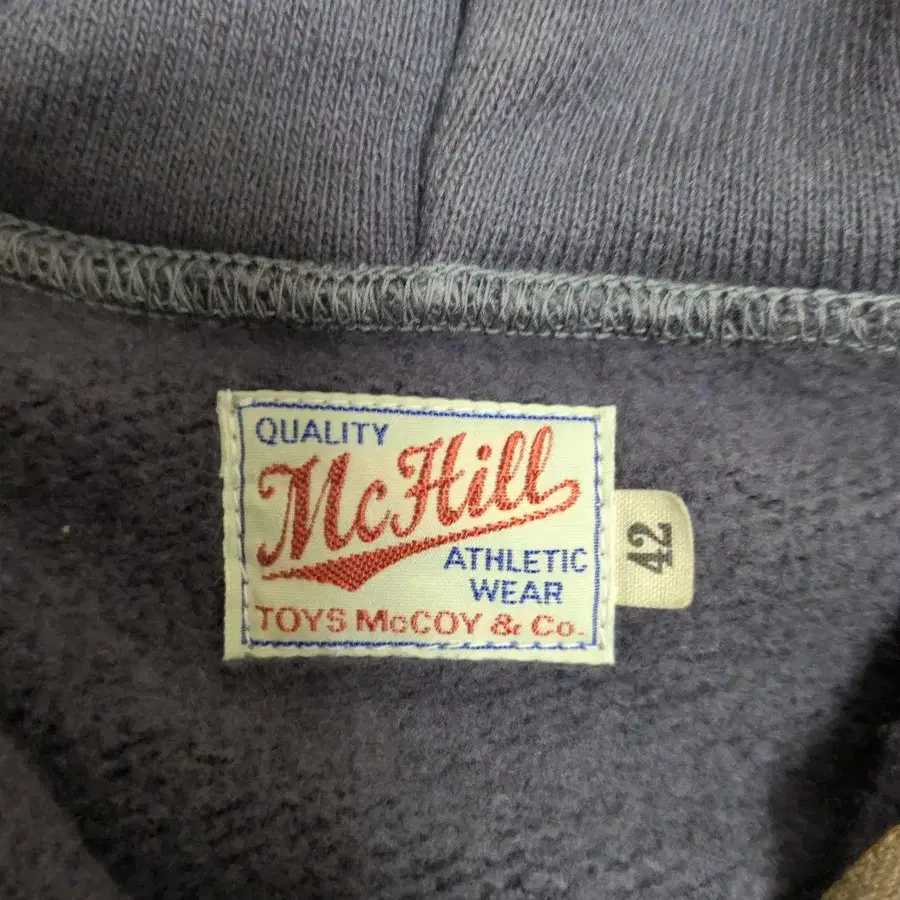 QUALITY
McHill
ATHLETIC
WEAR
TOYS McCOY & Co.
42